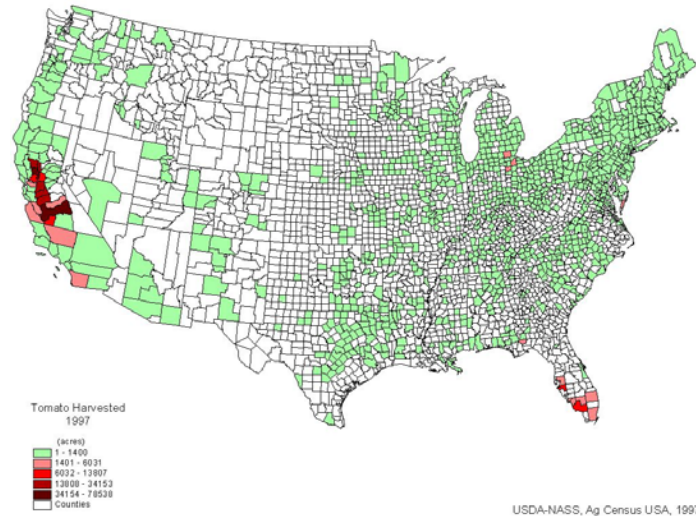 Tomato Harvested
1997
(acres)
1 - 1400
1401 - 6031
6032 - 13807
13808 - 34153
34154 - 78538
Counties
USDA-NASS, Ag Census USA, 1997